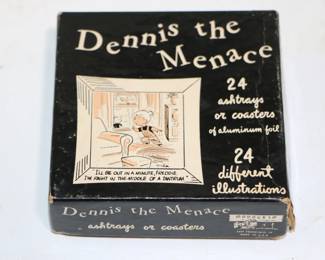 Dennis the
Menace
24
ashtrays
or coasters
of aluminum foil
24
different
illustrations
"I'LL BE OUT IN A MINUTE, FREDDIE.
I'M RIGHT IN THE MIDDLE OF A TANTRUM."
Dennis the Menace
ashtrays or coasters